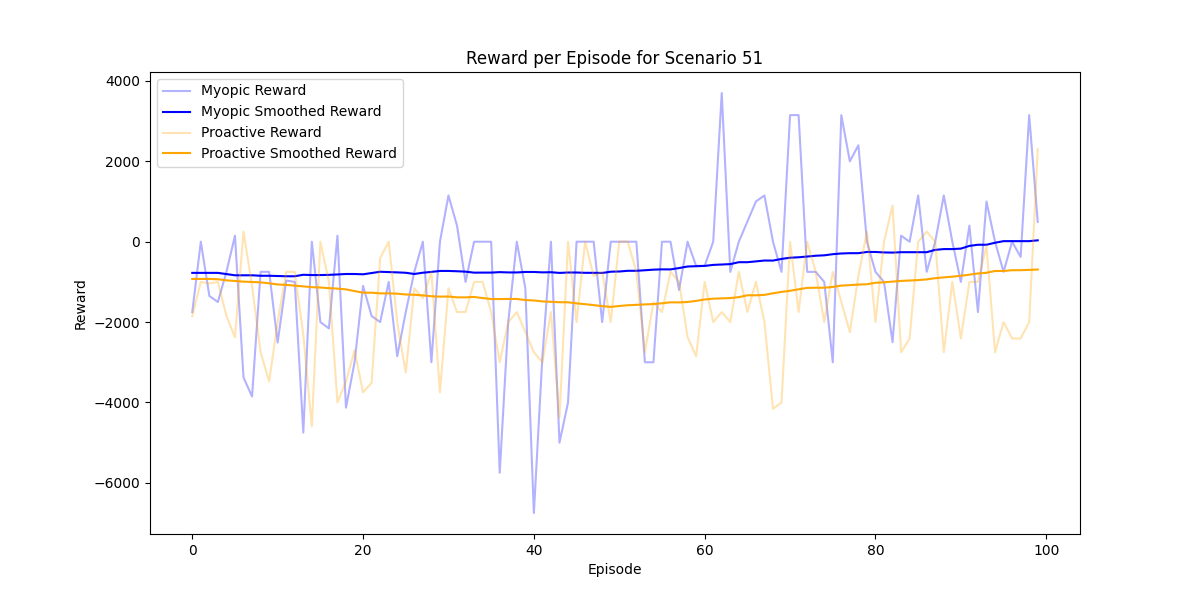 Reward per Episode for Scenario 51
Myopic Reward
Myopic Smoothed Reward
Proactive Reward
Proactive Smoothed Reward
4000
2000
0
−2000
−4000
−6000
Reward
0 20 40 60 80 100
Episode